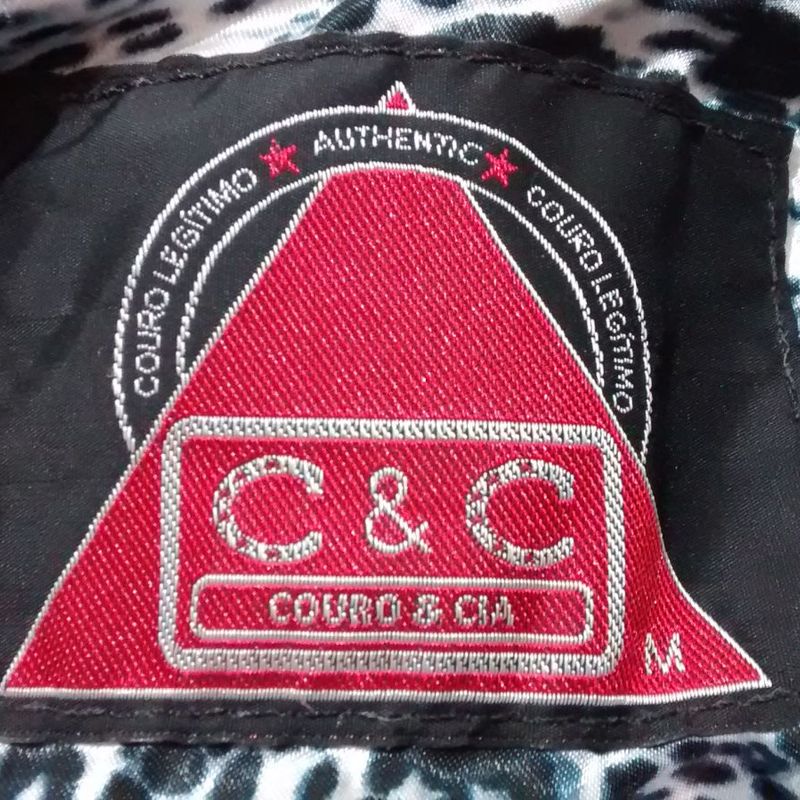 COURO LEGÍTIMO ★ AUTHENTIC ★ COURO LEGÍTIMO
C & C
COURO & CIA
M